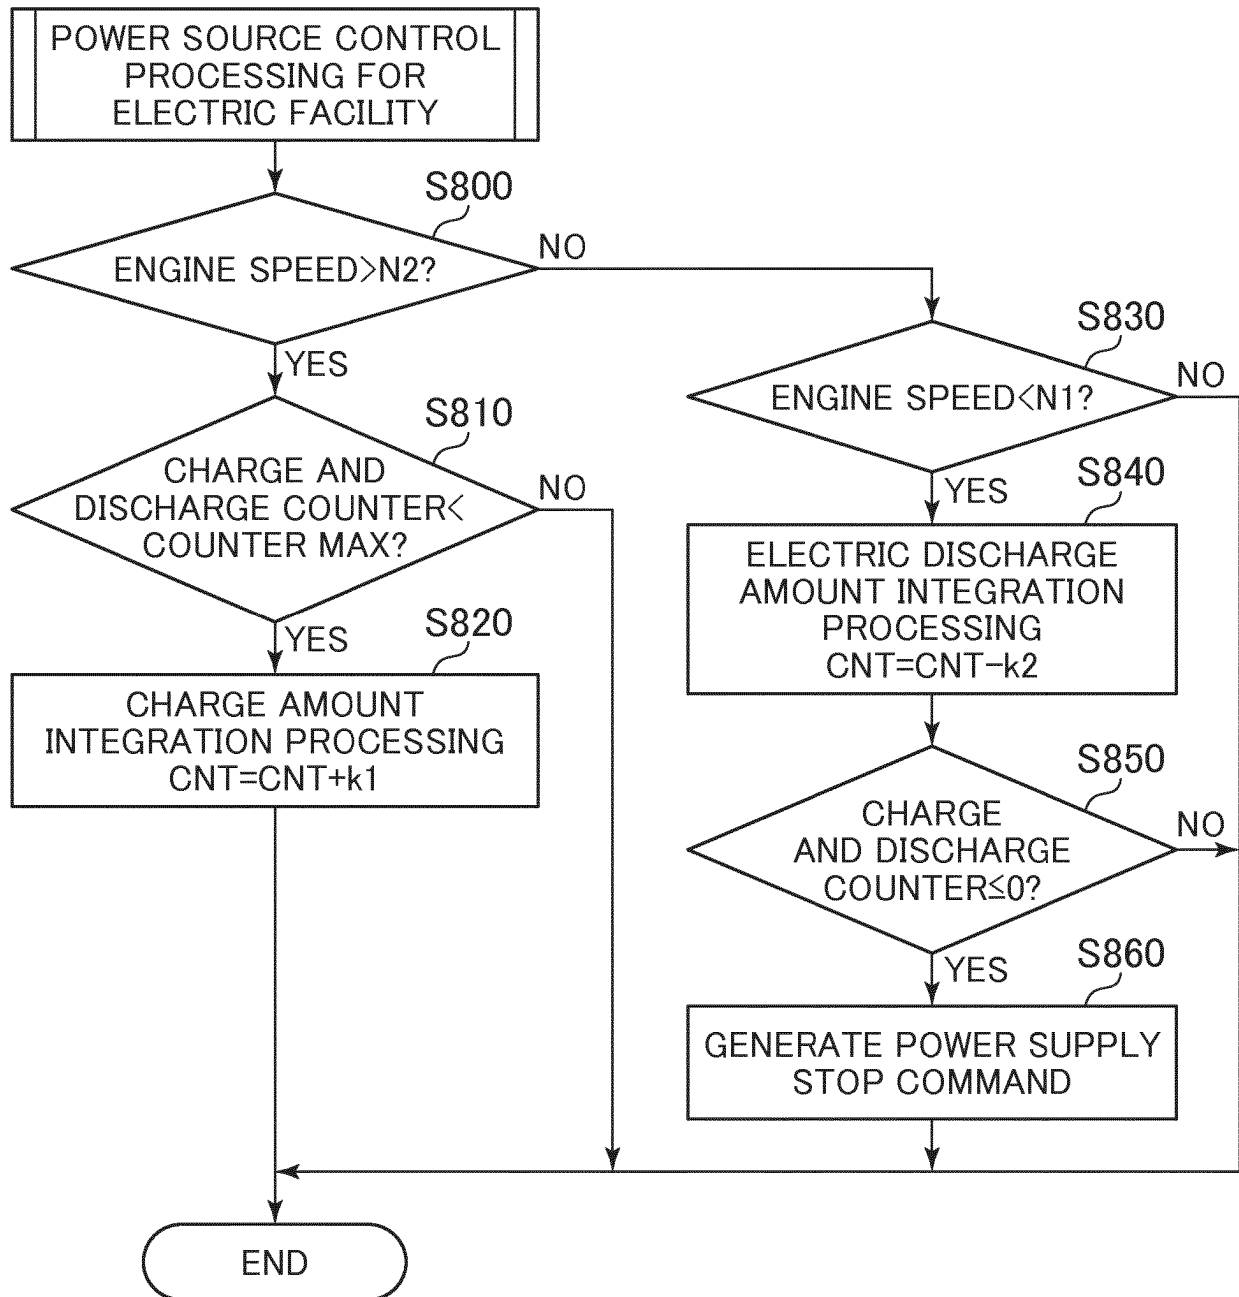 POWER SOURCE CONTROL
PROCESSING FOR
ELECTRIC FACILITY
S800
ENGINE SPEED>N2?
NO
YES
S810
CHARGE AND
DISCHARGE COUNTER<
COUNTER MAX?
NO
YES
S820
CHARGE AMOUNT
INTEGRATION PROCESSING
CNT=CNT+k1
S830
ENGINE SPEED<N1?
NO
YES
S840
ELECTRIC DISCHARGE
AMOUNT INTEGRATION
PROCESSING
CNT=CNT-k2
S850
CHARGE
AND DISCHARGE
COUNTER≤0?
NO
YES
S860
GENERATE POWER SUPPLY
STOP COMMAND
END